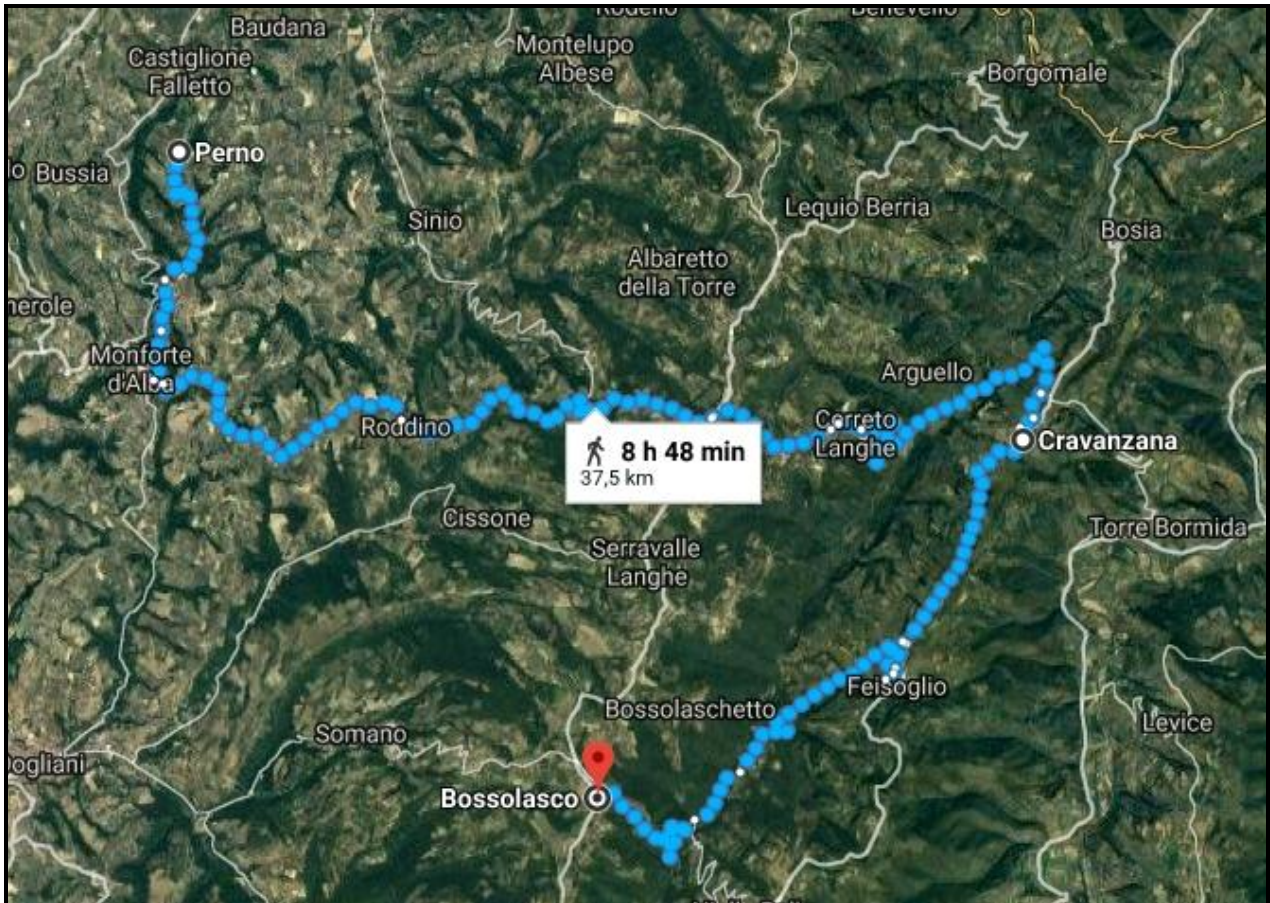 Baudana
Castiglione
Falletto
Montelupo
Albese
Benevello
Borgomale
Perno
Bussia
Sinio
Lequio Berria
Bosia
Albaretto
della Torre
Monforte
d'Alba
Arguello
Roddino
Cerreto
Langhe
Cravanzana
8 h 48 min
37,5 km
Cissone
Torre Bormida
Serravalle
Langhe
Feisoglio
Bossolaschetto
Levice
Somano
Bossolasco